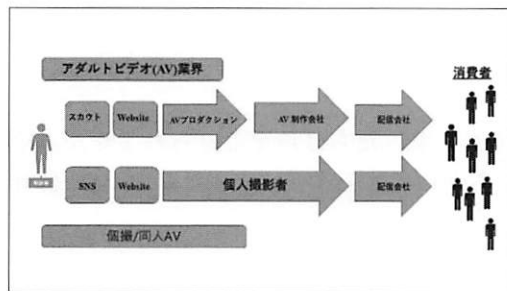 アダルトビデオ(AV)業界
消費者
スカウト
Website
AVプロダクション
AV 制作会社
配信会社
SNS
Website
個人撮影者
配信会社
個撮/同人AV